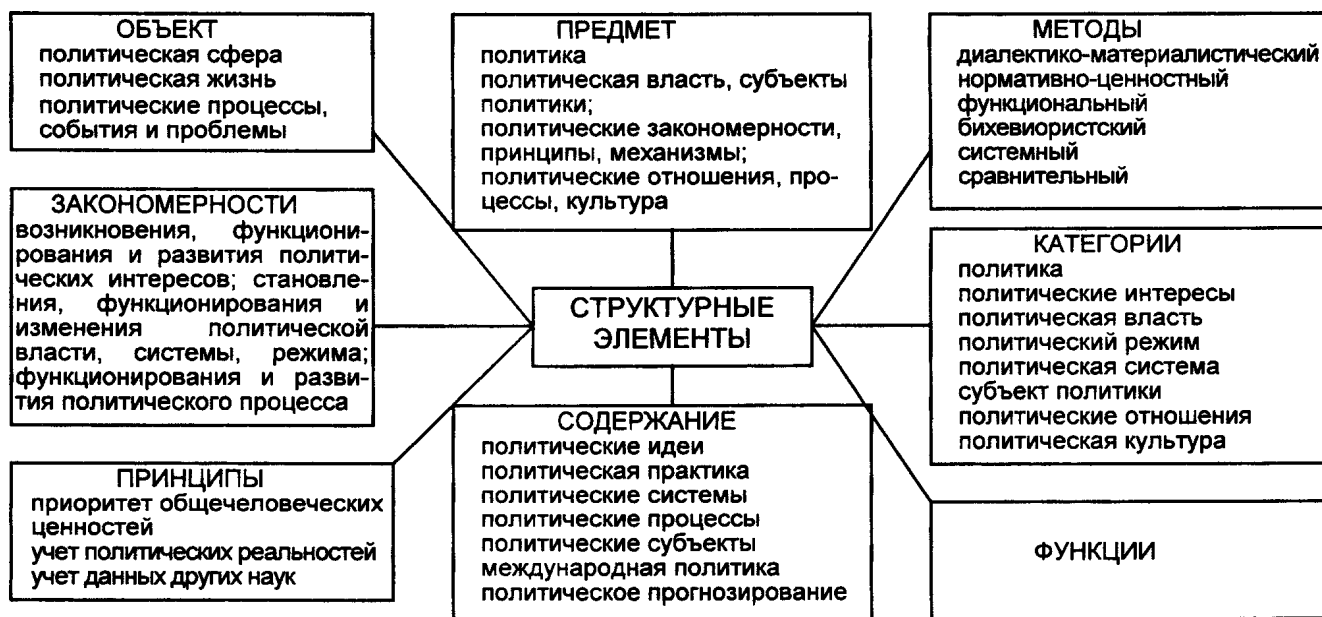 ОБЪЕКТ
политическая сфера
политическая жизнь
политические процессы,
события и проблемы
ПРЕДМЕТ
политика
политическая власть, субъекты
политики;
политические закономерности,
принципы, механизмы;
политические отношения, про-
цессы, культура
МЕТОДЫ
диалектико-материалистический
нормативно-ценностный
функциональный
бихевиористский
системный
сравнительный
ЗАКОНОМЕРНОСТИ
возникновения, функциони-
рования и развития полити-
ческих интересов; становле-
ния, функционирования и
изменения политической
власти, системы, режима;
функционирования и разви-
тия политического процесса
СТРУКТУРНЫЕ
ЭЛЕМЕНТЫ
КАТЕГОРИИ
политика
политические интересы
политическая власть
политический режим
политическая система
субъект политики
политические отношения
политическая культура
ПРИНЦИПЫ
приоритет общечеловеческих
ценностей
учет политических реальностей
учет данных других наук
СОДЕРЖАНИЕ
политические идеи
политическая практика
политические системы
политические процессы
политические субъекты
международная политика
политическое прогнозирование
ФУНКЦИИ